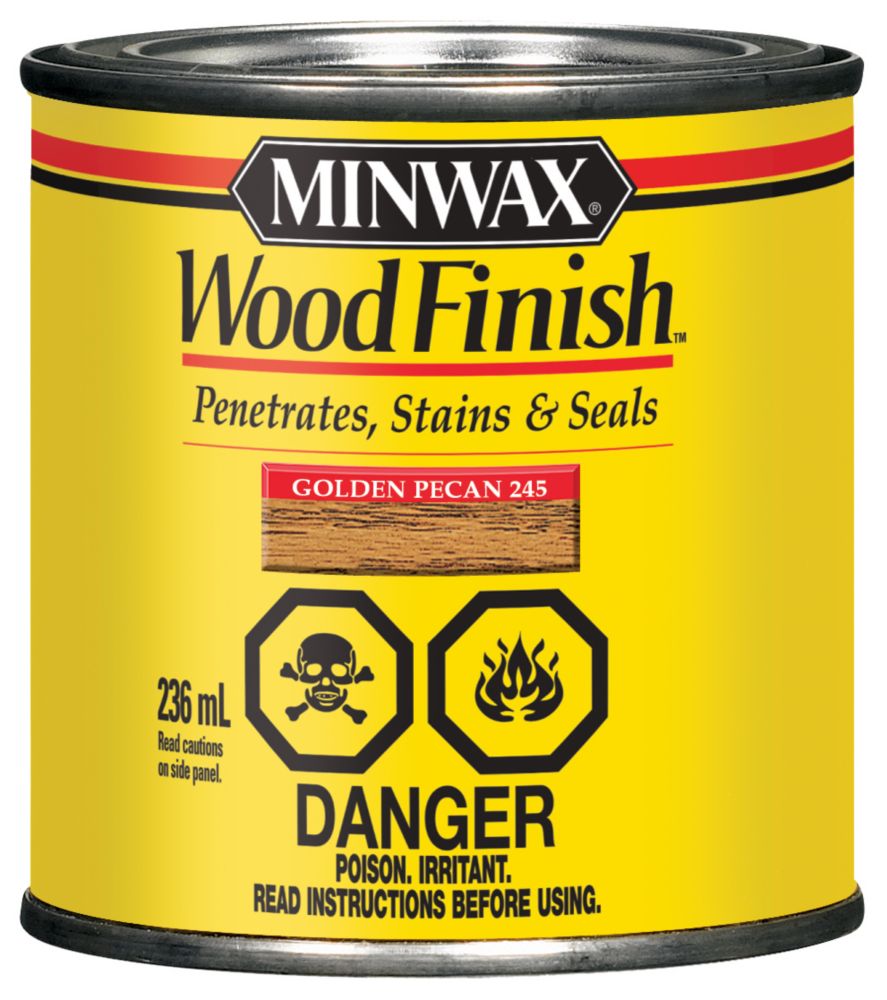 MINWAX®
Wood Finish™
Penetrates, Stains & Seals
GOLDEN PECAN 245
236 mL
Read cautions
on side panel.
DANGER
POISON. IRRITANT.
READ INSTRUCTIONS BEFORE USING.